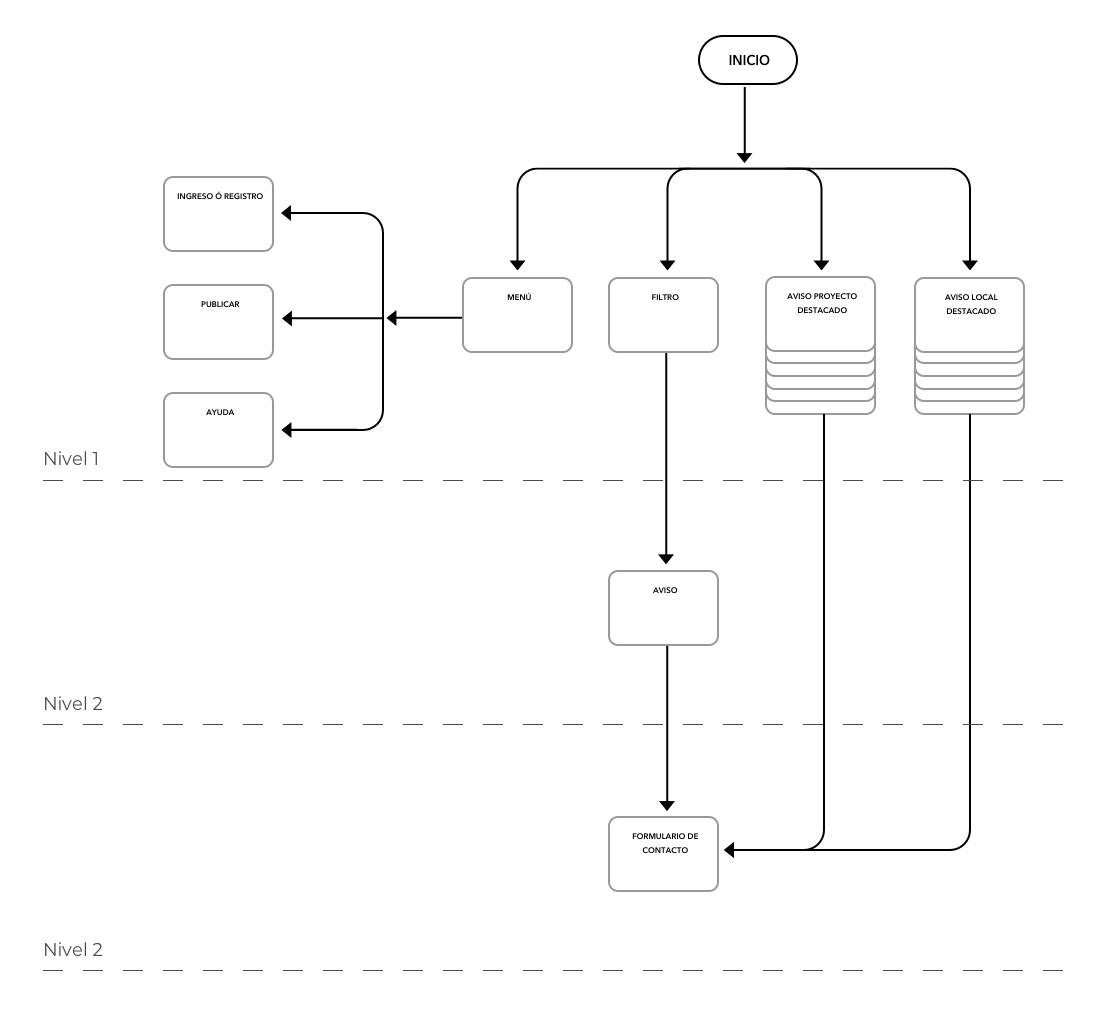 INICIO
INGRESO Ó REGISTRO
PUBLICAR
AYUDA
MENÚ
FILTRO
AVISO PROYECTO
DESTACADO
AVISO LOCAL
DESTACADO
Nivel 1
AVISO
Nivel 2
FORMULARIO DE
CONTACTO
Nivel 2